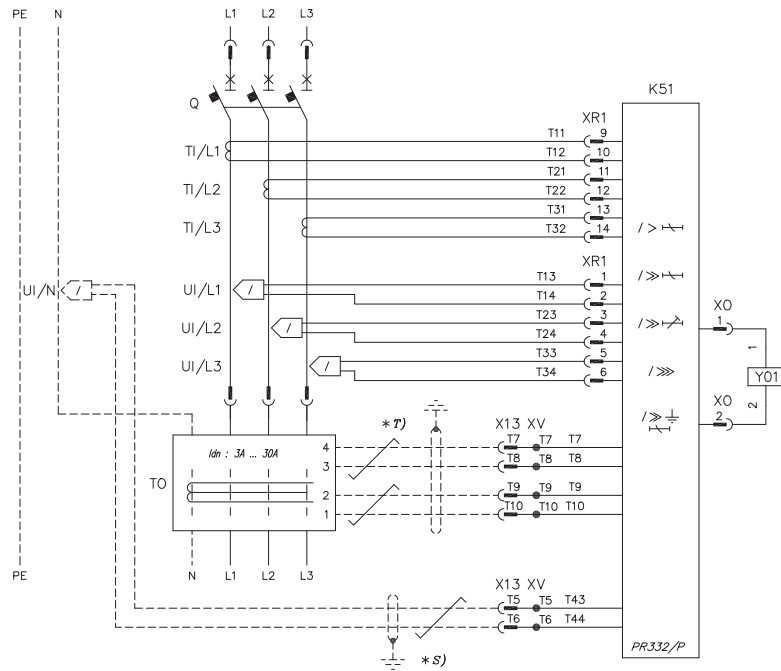 PE N L1 L2 L3
K51
Q
XR1
T11 9
TI/L1 T12 10
T21 11
TI/L2 T22 12
T31 13
TI/L3 T32 14
/ >
XR1
T13 1
/ >>
UI/N / UI/L1 / T14 2
T23 3
XO
1
UI/L2 / T24 4
/ >>
1
T33 5
UI/L3 / T34 6
/ >>>
Y01
2
XO
2
/ >>
*T)
X13 XV
Idn : 3A ... 30A
4 T7 T7 T7
3 T8 T8 T8
TO
2 T9 T9 T9
1 T10 T10 T10
PE N L1 L2 L3
X13 XV
T5 T5 T43
T6 T6 T44
*S)
PR332/P